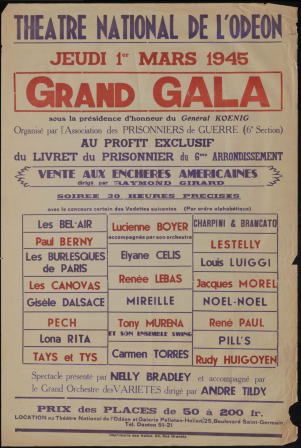 THEATRE NATIONAL DE L'ODEON
JEUDI 1er MARS 1945
GRAND GALA
sous la présidence d'honneur du General KOENIG
Organisé par l'Association des PRISONNIERS de GUERRE (6e Section)
AU PROFIT EXCLUSIF
du LIVRET DU PRISONNIER du 6ème ARRONDISSEMENT
VENTE AUX ENCHERES AMERICAINES
dirigé par RAYMOND GIRARD
SOIREE 20 HEURES PRECISES
avec le concours certain des Vedettes suivantes (Par ordre alphabétique)
Les BEL-AIR
Paul BERNY
Les BURLESQUES
de PARIS
Les CANOVAS
Gisèle DALSACE
PECH
Lona RITA
TAYS et TYS
Lucienne BOYER
accompagnée par son orchestre
Elyane CELIS
Renée LEBAS
MIREILLE
Tony MURENA
ET SON ENSEMBLE SWING
Carmen TORRES
CHARPINI & BRANCATO
LESTELLY
Louis LUIGGI
Jacques MOREL
NOEL-NOEL
René PAUL
PILL'S
Rudy HUIGOYEN
Spectacle présenté par NELLY BRADLEY et accompagné par
le Grand Orchestre des VARIETES dirigé par ANDRE TILDY
PRIX des PLACES de 50 à 200 fr.
LOCATION au Théâtre National de l'Odéon et Galerie Palatea-Hellan, 25, Boulevard Saint-Germain
Tél. Danton 51-21